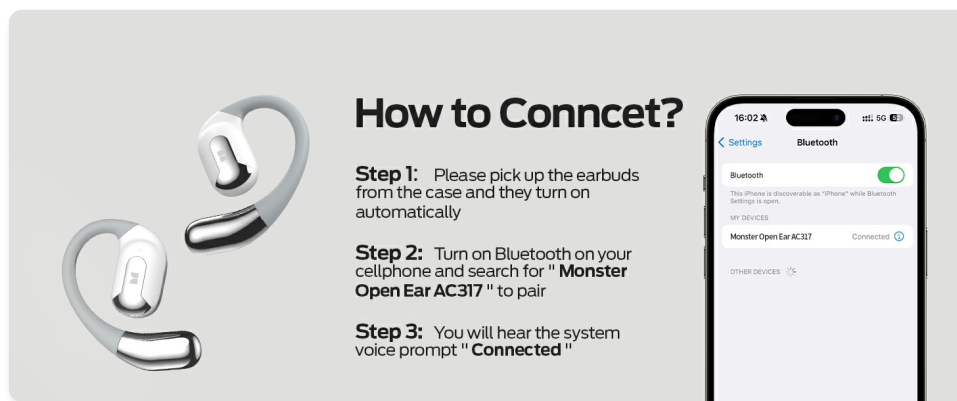 How to Conncet?
Step 1: Please pick up the earbuds
from the case and they turn on
automatically
Step 2: Turn on Bluetooth on your
cellphone and search for " Monster
Open Ear AC317 " to pair
Step 3: You will hear the system
voice prompt " Connected "
16:02 5G
Settings Bluetooth
Bluetooth
This iPhone is discoverable as "iPhone" while Bluetooth
Settings is open.
MY DEVICES
Monster Open Ear AC317 Connected
OTHER DEVICES